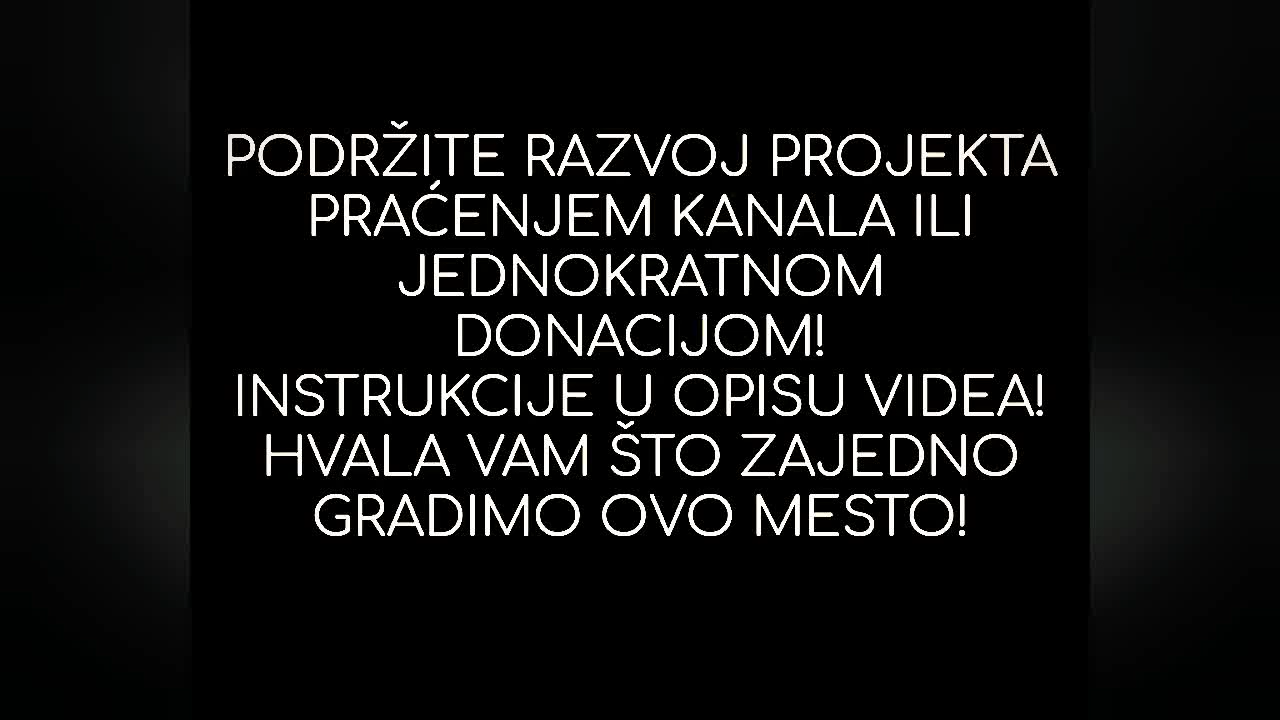 PODRŽITE RAZVOJ PROJEKTA
PRAĆENJEM KANALA ILI
JEDNOKRATNOM
DONACIJOM!
INSTRUKCIJE U OPISU VIDEA!
HVALA VAM ŠTO ZAJEDNO
GRADIMO OVO MESTO!